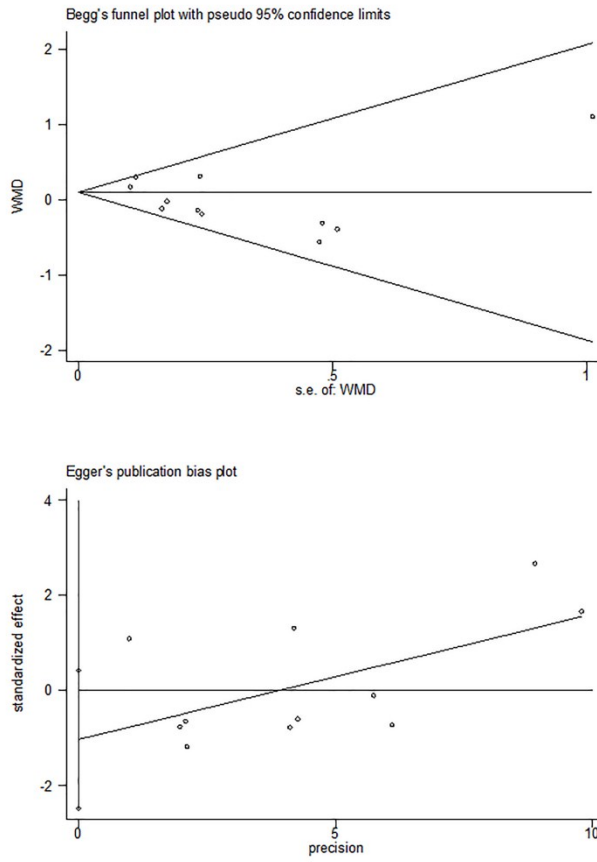 Begg's funnel plot with pseudo 95% confidence limits
2
1
0
-1
-2
WMD
0
.5
1
s.e. of: WMD
Egger's publication bias plot
4
2
0
-2
standardized effect
0
5
10
precision